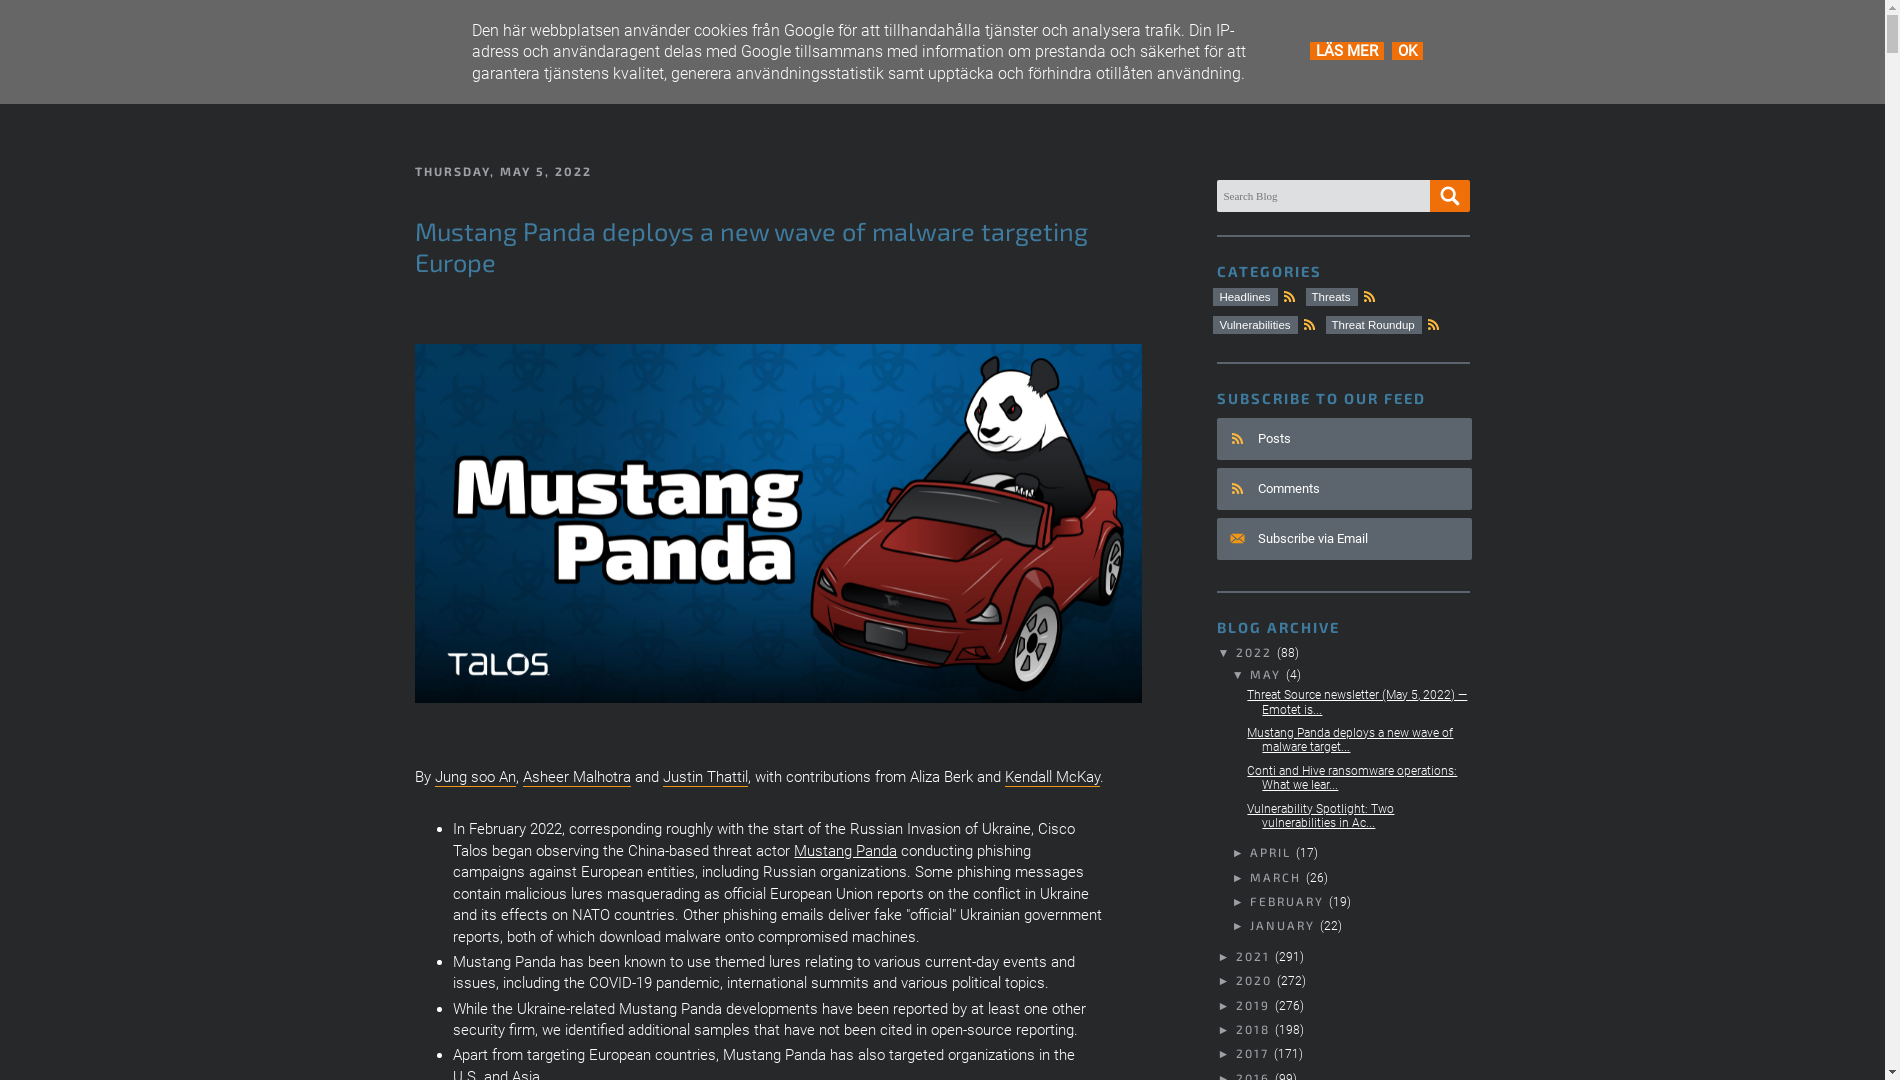 Den här webbplatsen använder cookies från Google för att tillhandahålla tjänster och analysera trafik. Din IP-
adress och användaragent delas med Google tillsammans med information om prestanda och säkerhet för att
garantera tjänstens kvalitet, generera användningsstatistik samt upptäcka och förhindra otillåten användning.
LÄS MER OK
THURSDAY, MAY 5, 2022
Mustang Panda deploys a new wave of malware targeting
Europe
Mustang
Panda
TALOS
By Jung soo An, Asheer Malhotra and Justin Thattil, with contributions from Aliza Berk and Kendall McKay.
In February 2022, corresponding roughly with the start of the Russian Invasion of Ukraine, Cisco
Talos began observing the China-based threat actor Mustang Panda conducting phishing
campaigns against European entities, including Russian organizations. Some phishing messages
contain malicious lures masquerading as official European Union reports on the conflict in Ukraine
and its effects on NATO countries. Other phishing emails deliver fake "official" Ukrainian government
reports, both of which download malware onto compromised machines.
Mustang Panda has been known to use themed lures relating to various current-day events and
issues, including the COVID-19 pandemic, international summits and various political topics.
While the Ukraine-related Mustang Panda developments have been reported by at least one other
security firm, we identified additional samples that have not been cited in open-source reporting.
Apart from targeting European countries, Mustang Panda has also targeted organizations in the
U.S. and Asia.
Search Blog
CATEGORIES
Headlines Threats
Vulnerabilities Threat Roundup
SUBSCRIBE TO OUR FEED
Posts
Comments
Subscribe via Email
BLOG ARCHIVE
▼ 2022 (88)
▼ MAY (4)
Threat Source newsletter (May 5, 2022) —
Emotet is...
Mustang Panda deploys a new wave of
malware target...
Conti and Hive ransomware operations:
What we lear...
Vulnerability Spotlight: Two
vulnerabilities in Ac...
► APRIL (17)
► MARCH (26)
► FEBRUARY (19)
► JANUARY (22)
► 2021 (291)
► 2020 (272)
► 2019 (276)
► 2018 (198)
► 2017 (171)
► 2016 (99)